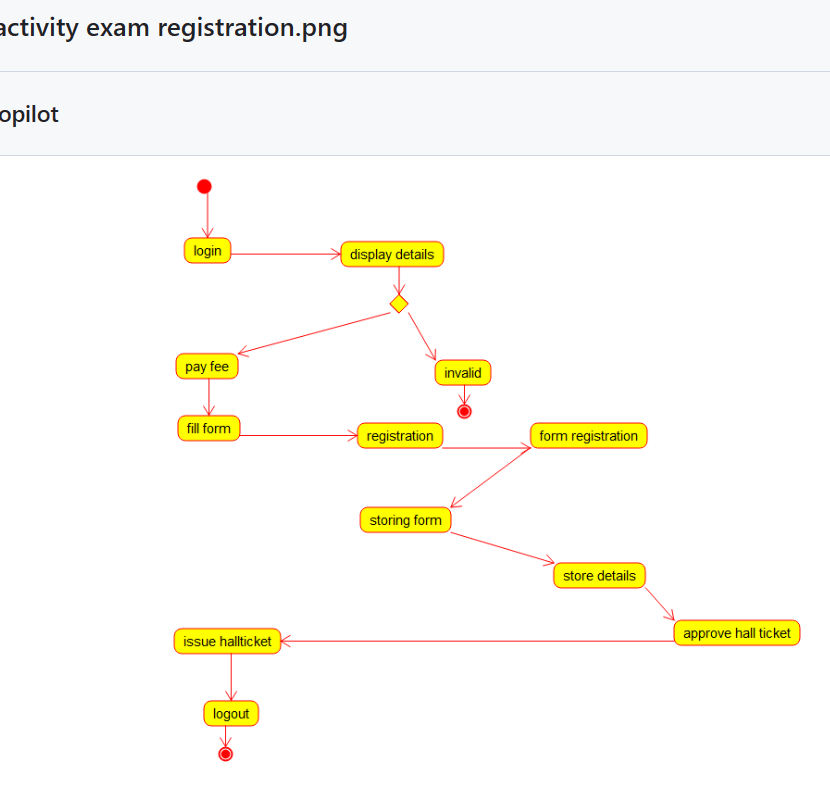 activity exam registration.png
opilot
login
display details
pay fee
invalid
fill form
registration
form registration
storing form
store details
approve hall ticket
issue hallticket
logout